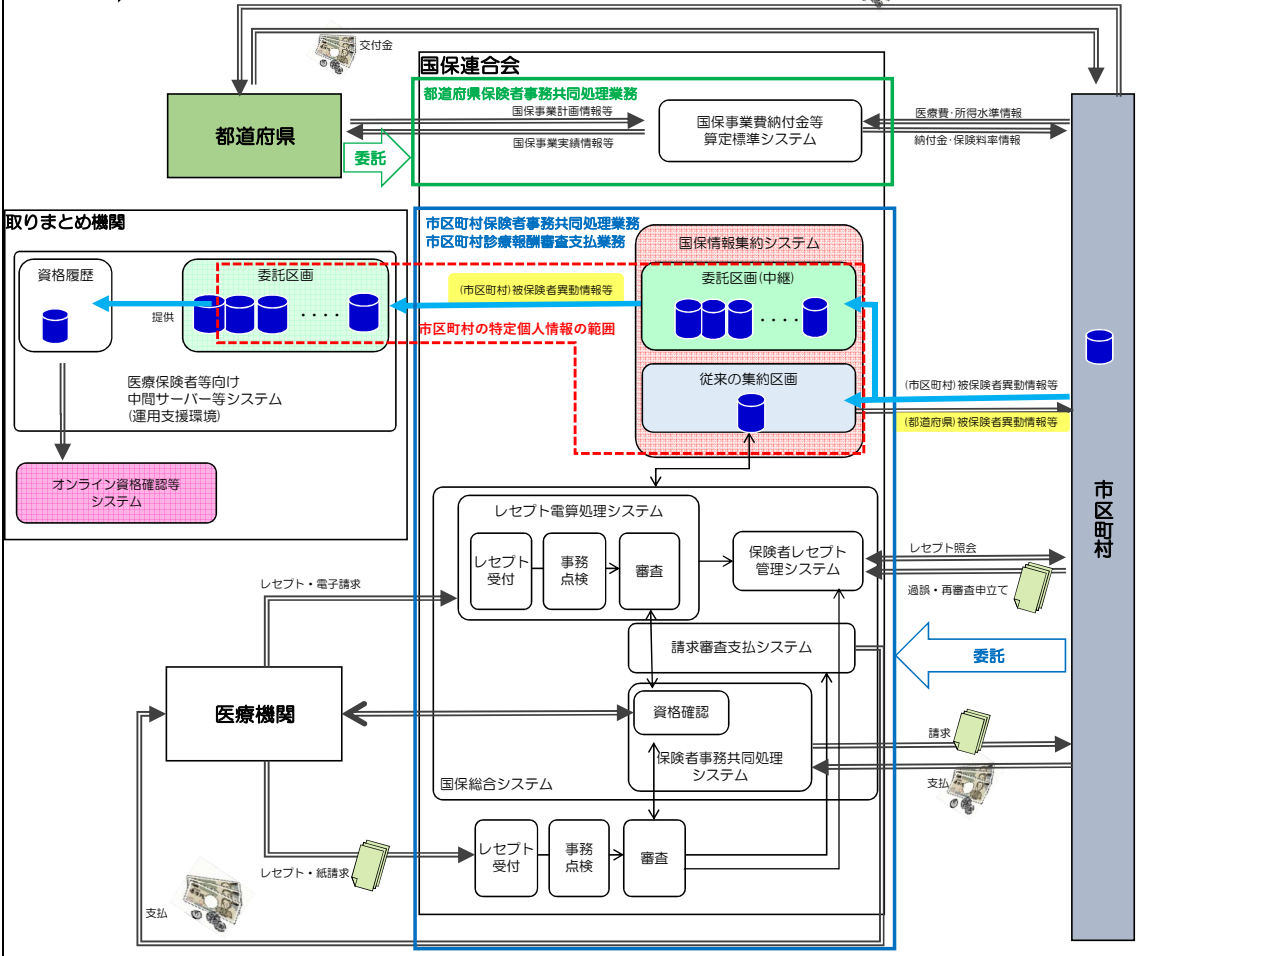 交付金
国保連合会
都道府県保険者事務共同処理業務
国保事業計画情報等
国保事業実績情報等
国保事業費納付金等
算定標準システム
医療費・所得水準情報
納付金・保険料率情報
都道府県
委託
取りまとめ機関
市区町村保険者事務共同処理業務
市区町村診療報酬審査支払業務
国保情報集約システム
資格履歴
委託区画
委託区画(中継)
(市区町村)被保険者異動情報等
提供
・・・・
・・・・
市区町村の特定個人情報の範囲
医療保険者等向け
中間サーバー等システム
(運用支援環境)
従来の集約区画
(市区町村)被保険者異動情報等
(都道府県)被保険者異動情報等
オンライン資格確認等
システム
市区町村
レセプト電算処理システム
レセプト
受付
事務
点検
審査
保険者レセプト
管理システム
レセプト照会
過誤・再審査申立て
レセプト・電子請求
請求審査支払システム
委託
医療機関
資格確認
保険者事務共同処理
システム
請求
支払
国保総合システム
レセプト
受付
事務
点検
審査
レセプト・紙請求
支払